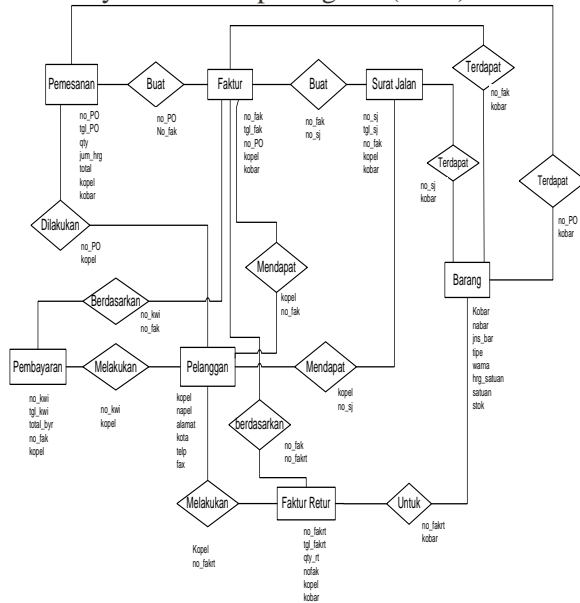 Pemesanan
Buat
Faktur
Buat
Surat Jalan
Terdapat
no_fak
kobar
no_PO
No_fak
no_fak
no_sj
no_PO
tgl_PO
qty
jum_hrg
total
kopel
kobar
no_fak
tgl_fak
no_PO
kopel
kobar
no_sj
tgl_sj
no_fak
kopel
kobar
Terdapat
no_sj
kobar
Terdapat
no_PO
kobar
Dilakukan
no_PO
kopel
Mendapat
kopel
no_fak
Barang
Kobar
nabar
jns_bar
tipe
warna
hrg_satuan
satuan
stok
Berdasarkan
no_kwi
no_fak
Pembayaran
Melakukan
Pelanggan
Mendapat
no_kwi
tgl_kwi
total_byr
no_fak
kopel
no_kwi
kopel
kopel
napel
alamat
kota
telp
fax
kopel
no_sj
berdasarkan
no_fak
no_fakrt
Melakukan
Faktur Retur
Untuk
Kopel
no_fakrt
no_fakrt
tgl_fakrt
qty_rt
nofak
kopel
kobar
no_fakrt
kobar